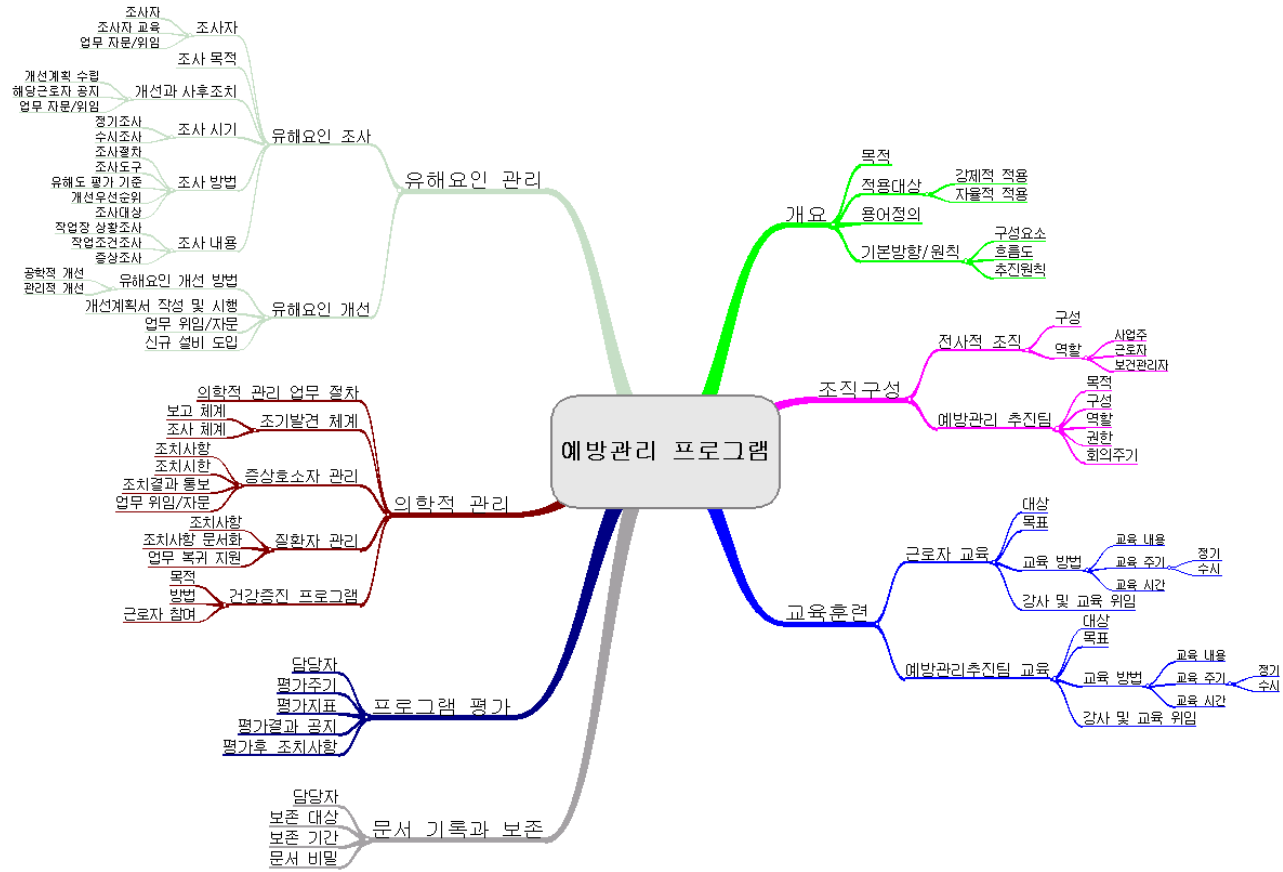 예방관리 프로그램
개요
목적
적용대상
강제적 적용
자율적 적용
용어정의
기본방향/원칙
구성요소
흐름도
추진원칙
조직구성
전사적 조직
구성
역할
사업주
근로자
보건관리자
예방관리 추진팀
목적
구성
역할
권한
회의주기
교육훈련
근로자 교육
대상
목표
교육 방법
교육 내용
교육 주기
정기
수시
교육 시간
강사 및 교육 위임
예방관리추진팀 교육
대상
목표
교육 방법
교육 내용
교육 주기
정기
수시
교육 시간
강사 및 교육 위임
유해요인 관리
유해요인 조사
조사자
조사자
조사자 교육
업무 자문/위임
조사 목적
개선과 사후조치
개선계획 수립
해당근로자 공지
업무 자문/위임
조사 시기
정기조사
수시조사
조사 방법
조사절차
조사도구
유해도 평가 기준
개선우선순위
조사대상
조사 내용
작업장 상황조사
작업조건조사
증상조사
유해요인 개선
유해요인 개선 방법
공학적 개선
관리적 개선
개선계획서 작성 및 시행
업무 위임/자문
신규 설비 도입
의학적 관리
의학적 관리 업무 절차
조기발견 체계
보고 체계
조사 체계
증상호소자 관리
조치사항
조치시한
조치결과 통보
업무 위임/자문
질환자 관리
조치사항
조치사항 문서화
업무 복귀 지원
건강증진 프로그램
목적
방법
근로자 참여
프로그램 평가
담당자
평가주기
평가지표
평가결과 공지
평가후 조치사항
문서 기록과 보존
담당자
보존 대상
보존 기간
문서 비밀